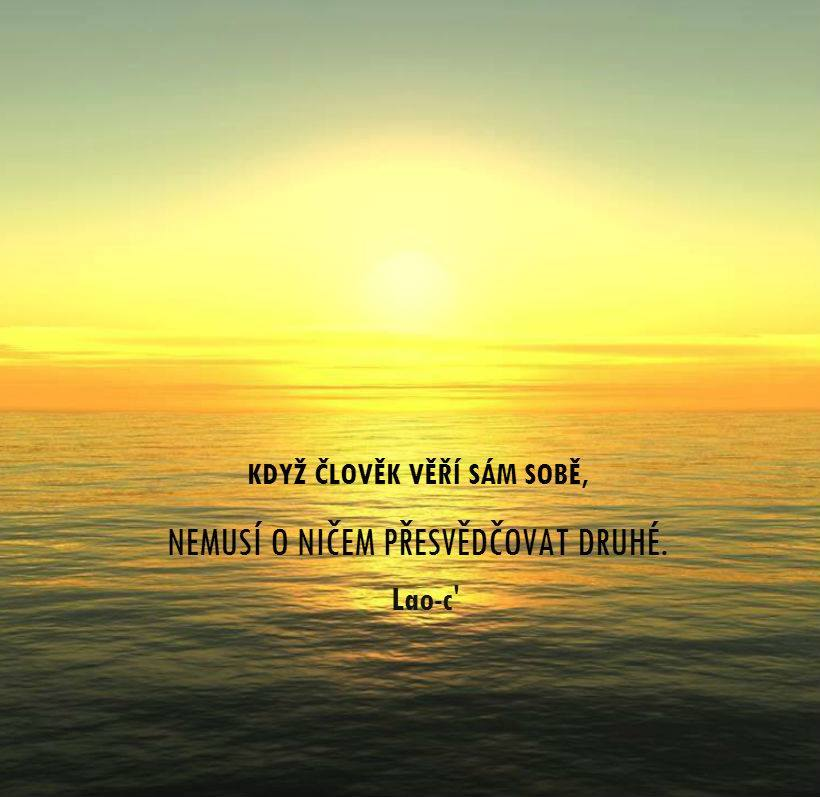 KDYŽ ČLOVĚK VĚŘÍ SÁM SOBĚ,
NEMUSÍ O NIČEM PŘESVĚDČOVAT DRUHÉ.
Lao-c'